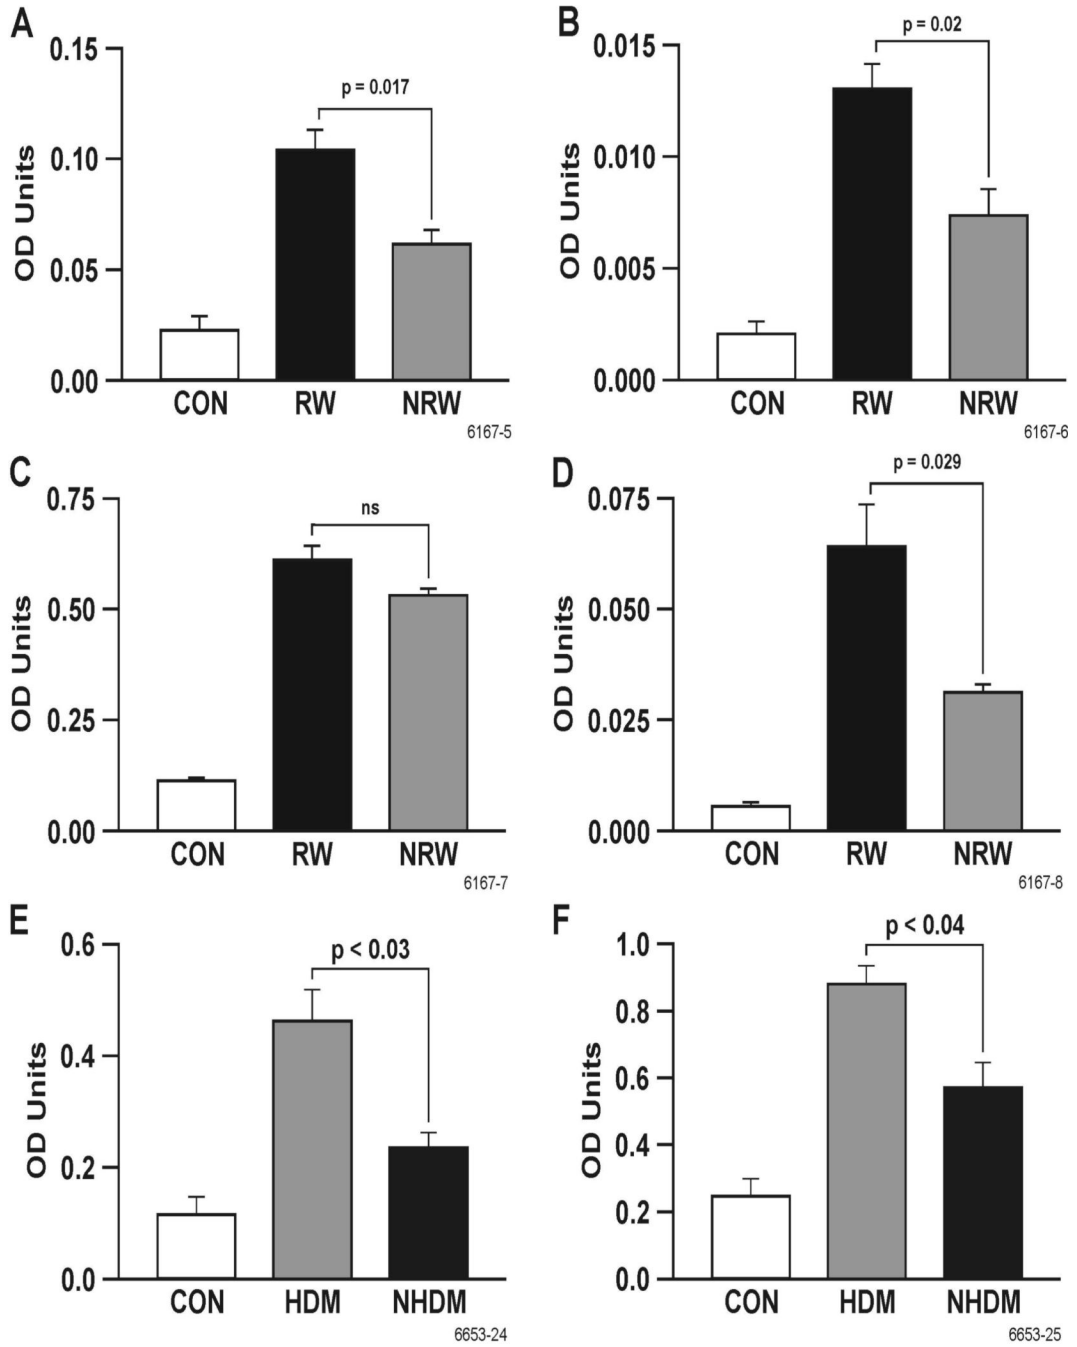 A
p = 0.017
OD Units
0.15
0.10
0.05
0.00
CON RW NRW
6167-5
B
p = 0.02
OD Units
0.015
0.010
0.005
0.000
CON RW NRW
6167-6
C
ns
OD Units
0.75
0.50
0.25
0.00
CON RW NRW
6167-7
D
p = 0.029
OD Units
0.075
0.050
0.025
0.000
CON RW NRW
6167-8
E
p < 0.03
OD Units
0.6
0.4
0.2
0.0
CON HDM NHDM
6653-24
F
p < 0.04
OD Units
1.0
0.8
0.6
0.4
0.2
0.0
CON HDM NHDM
6653-25